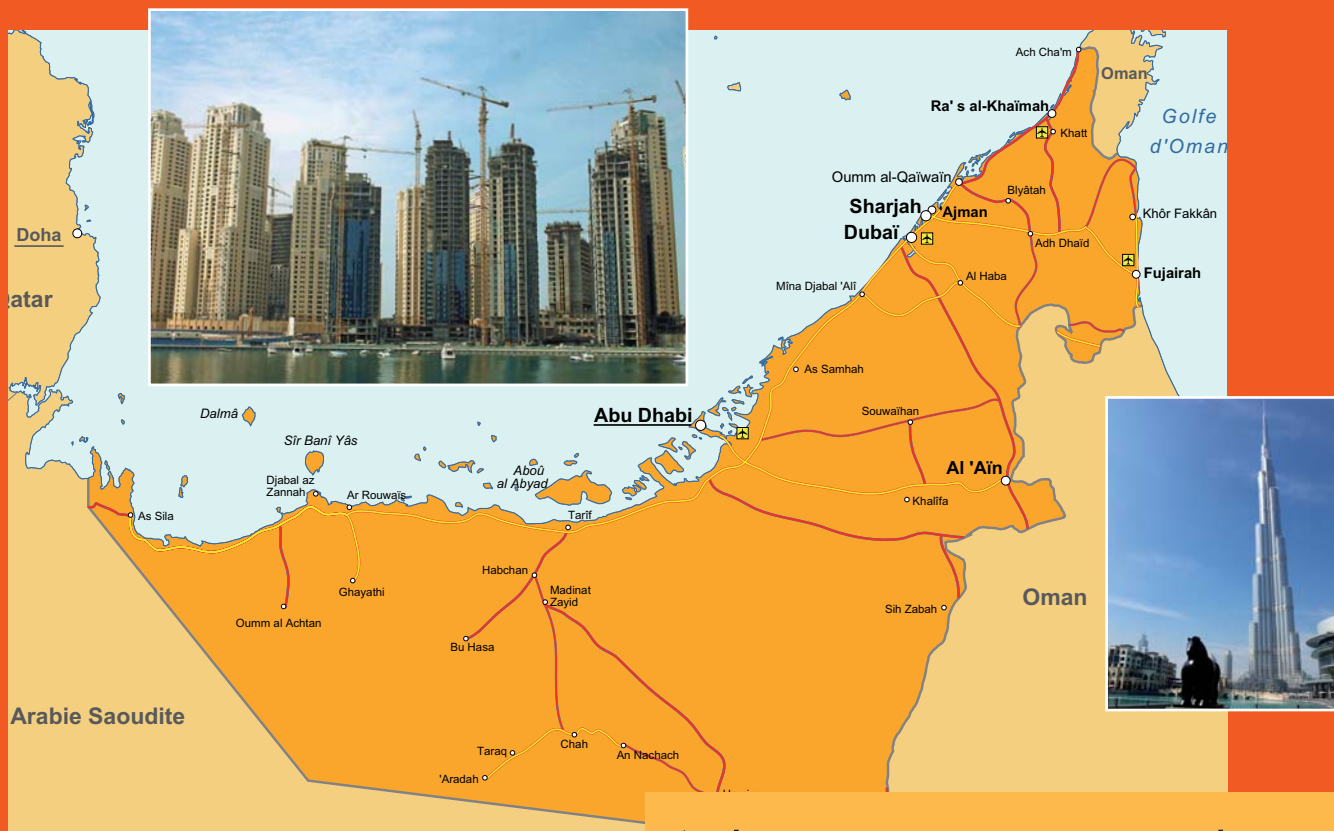 Ach Cha'm
Oman
Ra' s al-Khaïmah
Golfe
d'Oman
Khatt
Oumm al-Qaïwaïn
Blyâtah
Sharjah
'Ajman
Khôr Fakkân
Doha
Dubaï
Adh Dhaïd
Al Haba
Fujairah
Mîna Djabal 'Alî
As Samhah
Dalmâ
Abu Dhabi
Souwaïhan
Sîr Banî Yâs
Aboû
al Abyad
Al 'Aïn
Djabal az
Zannah
Ar Rouwaïs
Khalîfa
As Sila
Tarîf
Habchan
Ghayathi
Madinat
Zayid
Oman
Oumm al Achtan
Sih Zabah
Bu Hasa
Arabie Saoudite
Chah
Taraq
An Nachach
'Aradah